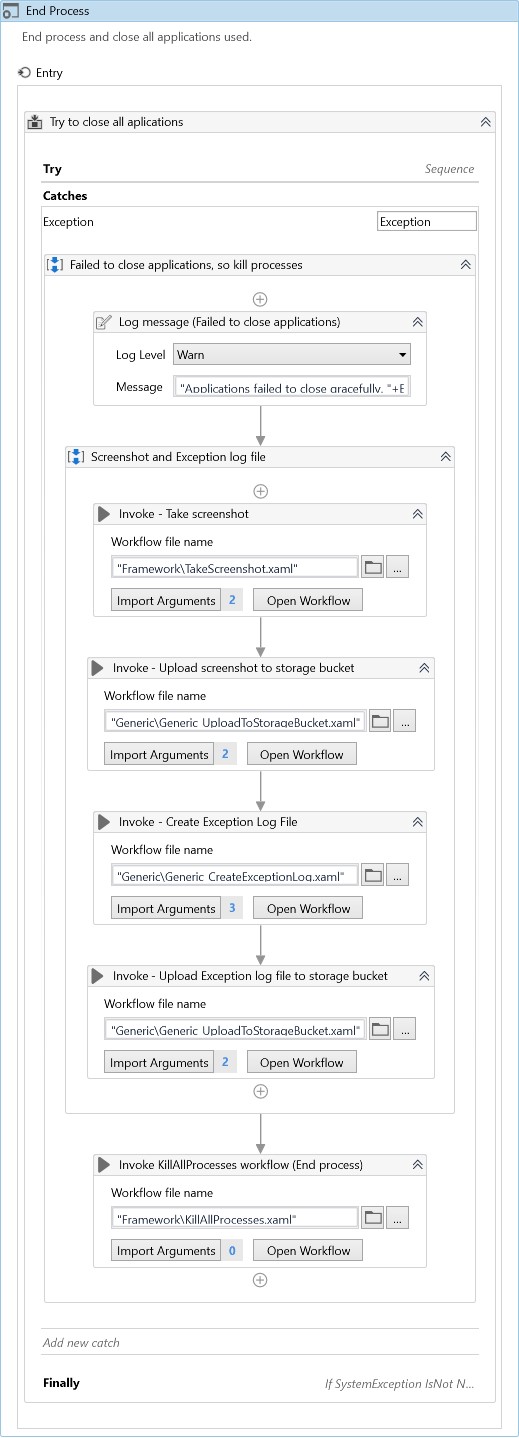 End Process
End process and close all applications used.
Entry
Try to close all aplications
Try Sequence
Catches
Exception Exception
Failed to close applications, so kill processes
Log message (Failed to close applications)
Log Level Warn
Message "Applications failed to close gracefully. "+E
Screenshot and Exception log file
Invoke - Take screenshot
Workflow file name
"Framework\TakeScreenshot.xaml" ...
Import Arguments 2 Open Workflow
Invoke - Upload screenshot to storage bucket
Workflow file name
"Generic\Generic_UploadToStorageBucket.xaml" ...
Import Arguments 2 Open Workflow
Invoke - Create Exception Log File
Workflow file name
"Generic\Generic_CreateExceptionLog.xaml" ...
Import Arguments 3 Open Workflow
Invoke - Upload Exception log file to storage bucket
Workflow file name
"Generic\Generic_UploadToStorageBucket.xaml" ...
Import Arguments 2 Open Workflow
Invoke KillAllProcesses workflow (End process)
Workflow file name
"Framework\KillAllProcesses.xaml" ...
Import Arguments 0 Open Workflow
Add new catch
Finally If SystemException IsNot N...